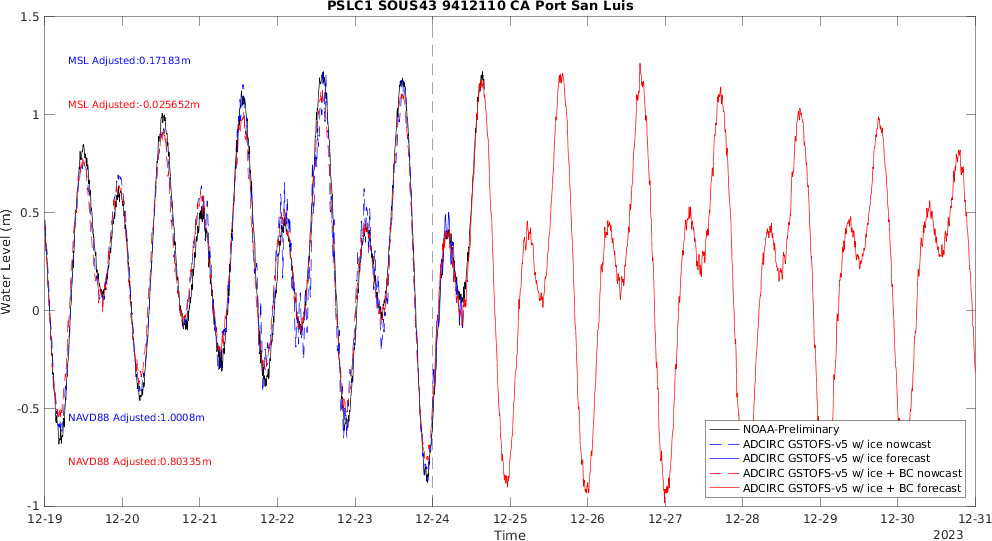 PSLC1 SOUS43 9412110 CA Port San Luis
1.5
MSL Adjusted:0.17183m
MSL Adjusted:-0.025652m
1
0.5
Water Level (m)
0
-0.5
NAVD88 Adjusted:1.0008m
NAVD88 Adjusted:0.80335m
NOAA-Preliminary
ADCIRC GSTOFS-v5 w/ ice nowcast
ADCIRC GSTOFS-v5 w/ ice forecast
ADCIRC GSTOFS-v5 w/ ice + BC nowcast
ADCIRC GSTOFS-v5 w/ ice + BC forecast
-1
12-19 12-20 12-21 12-22 12-23 12-24 12-25 12-26 12-27 12-28 12-29 12-30 12-31
Time
2023